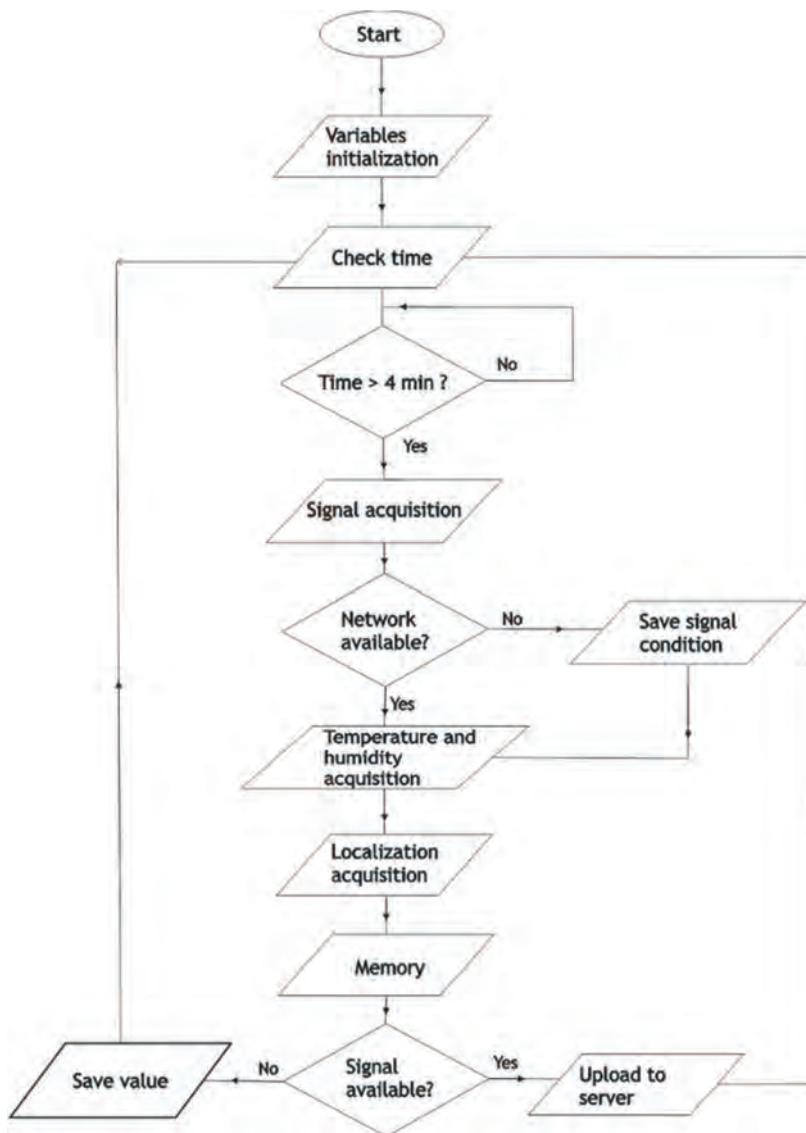 Start
Variables
initialization
Check time
Time > 4 min ?
No
Yes
Signal acquisition
Network
available?
No
Save signal
condition
Yes
Temperature and
humidity
acquisition
Localization
acquisition
Memory
Signal
available?
No
Yes
Save value
Upload to
server